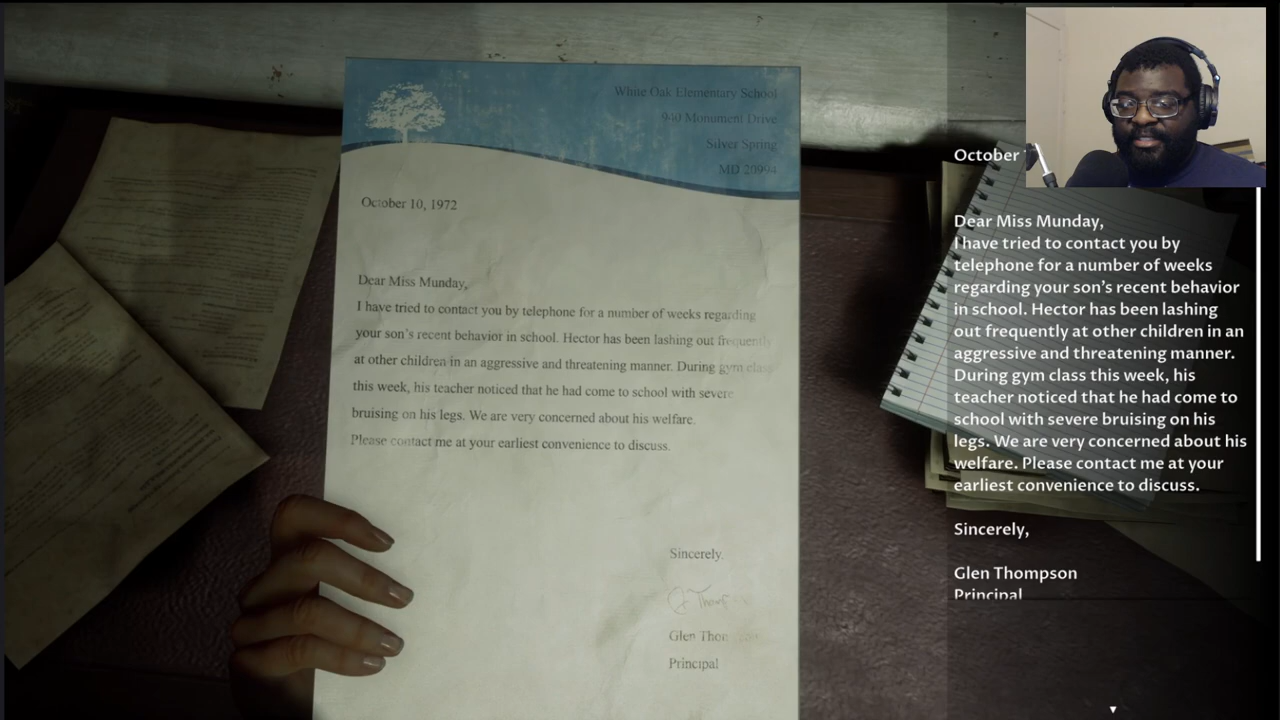 White Oak Elementary School
940 Monument Drive
Silver Spring
MD 20994
October 10, 1972
Dear Miss Munday,
I have tried to contact you by telephone for a number of weeks regarding
your son's recent behavior in school. Hector has been lashing out frequently
at other children in an aggressive and threatening manner. During gym class
this week, his teacher noticed that he had come to school with severe
bruising on his legs. We are very concerned about his welfare.
Please contact me at your earliest convenience to discuss.
Sincerely,
Glen Thompson
Principal
October
Dear Miss Munday,
I have tried to contact you by
telephone for a number of weeks
regarding your son's recent behavior
in school. Hector has been lashing
out frequently at other children in an
aggressive and threatening manner.
During gym class this week, his
teacher noticed that he had come to
school with severe bruising on his
legs. We are very concerned about his
welfare. Please contact me at your
earliest convenience to discuss.
Sincerely,
Glen Thompson
Principal